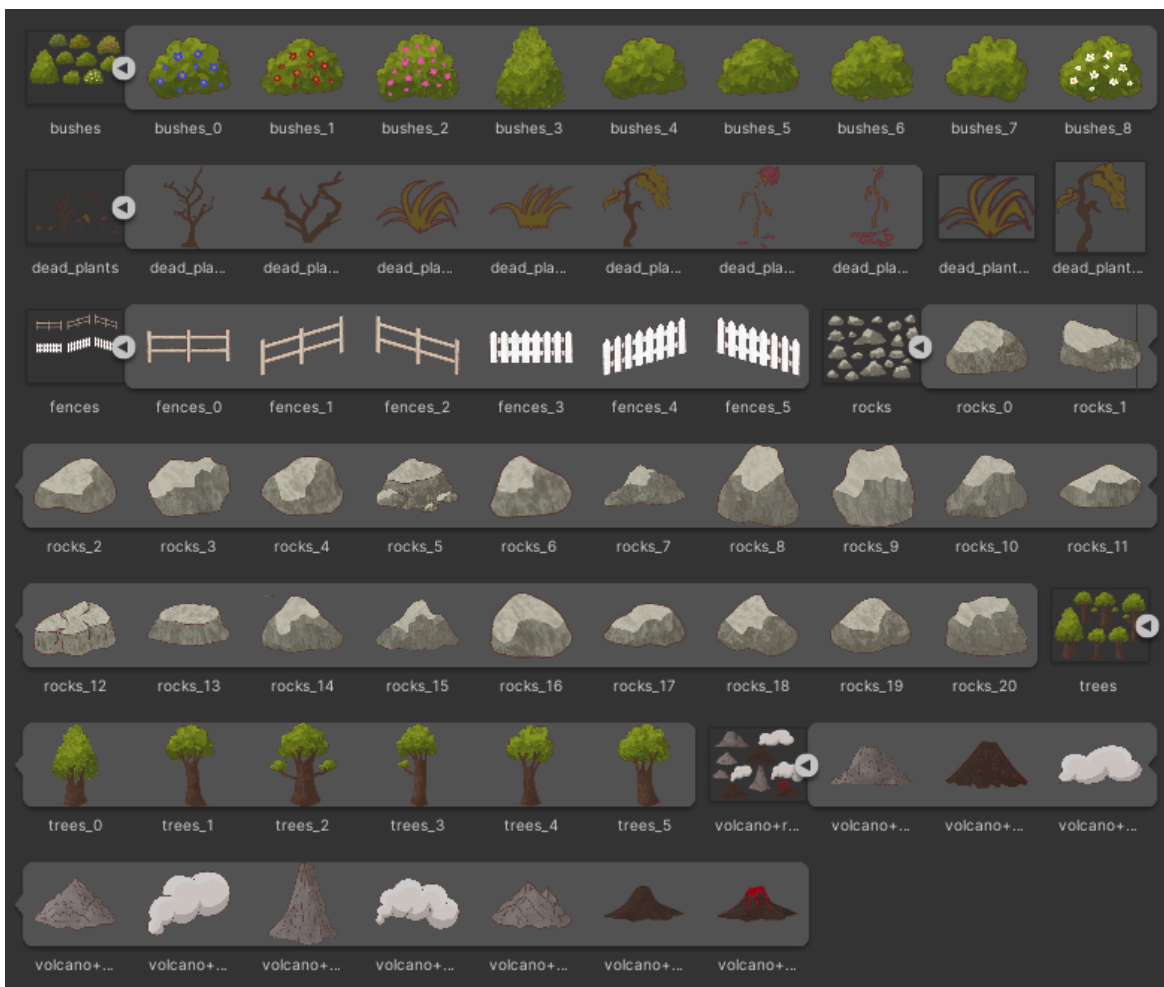 bushes bushes_0 bushes_1 bushes_2 bushes_3 bushes_4 bushes_5 bushes_6 bushes_7 bushes_8
dead_plants dead_pla... dead_pla... dead_pla... dead_pla... dead_pla... dead_pla... dead_pla... dead_plant... dead_plant...
fences fences_0 fences_1 fences_2 fences_3 fences_4 fences_5 rocks rocks_0 rocks_1
rocks_2 rocks_3 rocks_4 rocks_5 rocks_6 rocks_7 rocks_8 rocks_9 rocks_10 rocks_11
rocks_12 rocks_13 rocks_14 rocks_15 rocks_16 rocks_17 rocks_18 rocks_19 rocks_20 trees
trees_0 trees_1 trees_2 trees_3 trees_4 trees_5 volcano+r... volcano+... volcano+... volcano+...
volcano+... volcano+... volcano+... volcano+... volcano+... volcano+... volcano+...